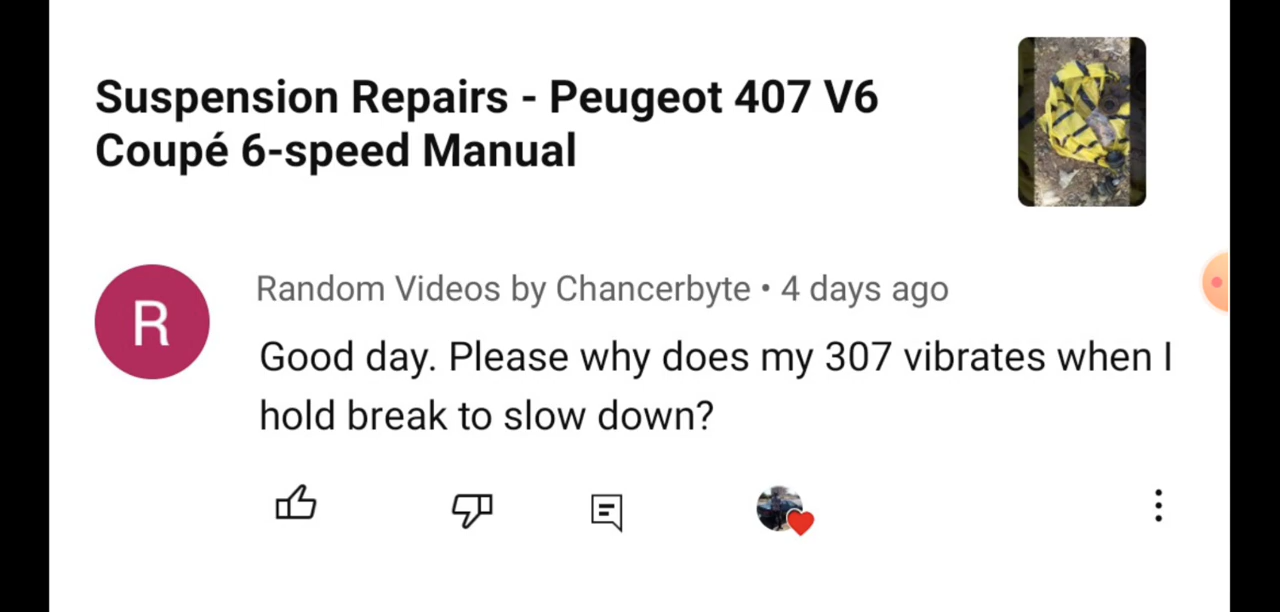 Suspension Repairs - Peugeot 407 V6
Coupé 6-speed Manual
R
Random Videos by Chancerbyte • 4 days ago
Good day. Please why does my 307 vibrates when I
hold break to slow down?